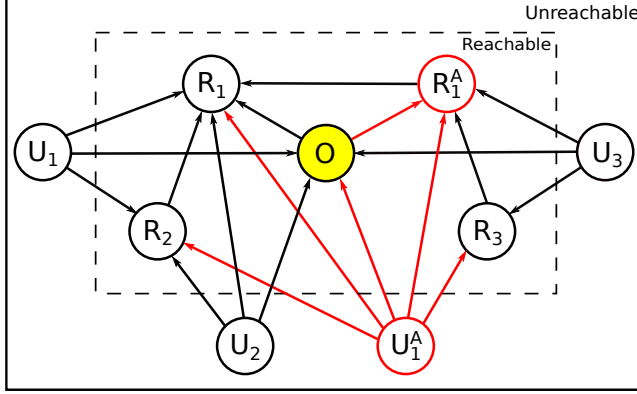 Unreachable
Reachable
R₁
R₁ᴬ
U₁
O
U₃
R₂
R₃
U₂
U₁ᴬ